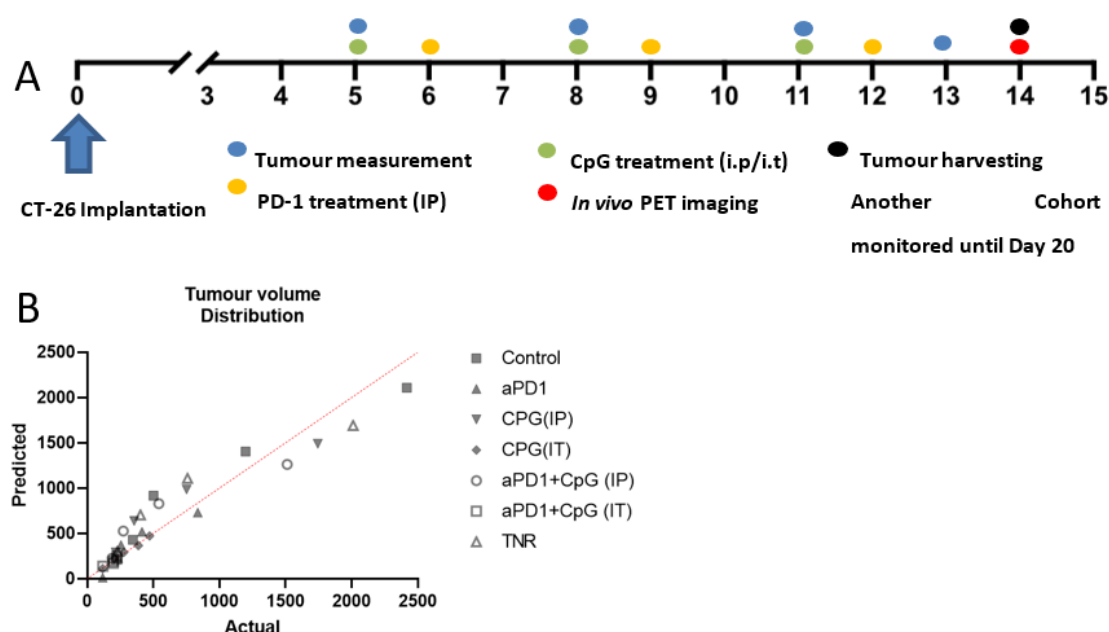 A
0 3 4 5 6 7 8 9 10 11 12 13 14 15
CT-26 Implantation
Tumour measurement
PD-1 treatment (IP)
CpG treatment (i.p/i.t)
In vivo PET imaging
Tumour harvesting
Another Cohort
monitored until Day 20
B
Tumour volume
Distribution
Predicted
2500
2000
1500
1000
500
0
0 500 1000 1500 2000 2500
Actual
Control
aPD1
CPG(IP)
CPG(IT)
aPD1+CpG (IP)
aPD1+CpG (IT)
TNR